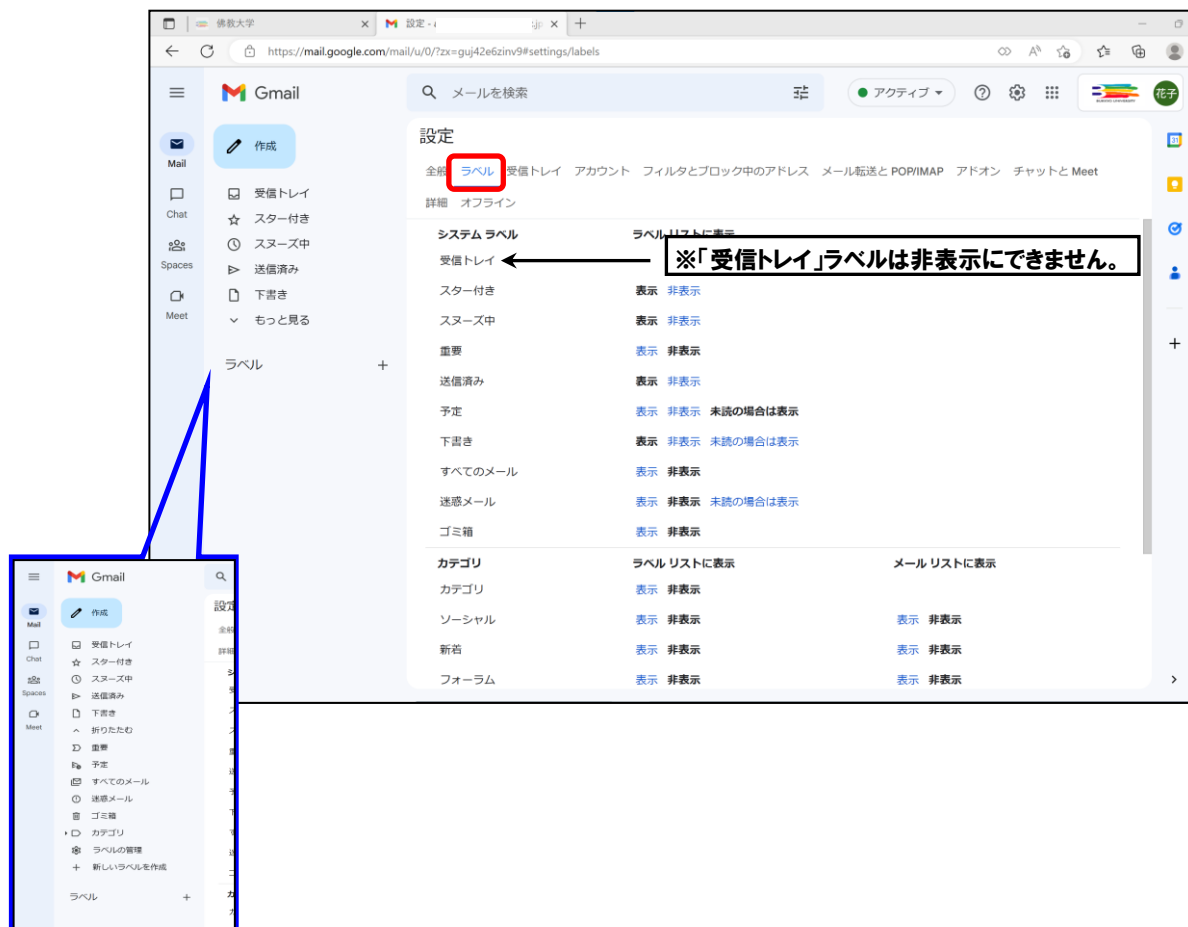 佛教大学
設定 -
https://mail.google.com/mail/u/0/?zx=guj42e6zinv9#settings/labels
Gmail
メールを検索
アクティブ
花子
Mail
Chat
Spaces
Meet
作成
受信トレイ
スター付き
スヌーズ中
送信済み
下書き
もっと見る
ラベル +
設定
全般 ラベル 受信トレイ アカウント フィルタとブロック中のアドレス メール転送と POP/IMAP アドオン チャットと Meet
詳細 オフライン
システム ラベル ラベル リストに表示
受信トレイ ※「受信トレイ」ラベルは非表示にできません。
スター付き 表示 非表示
スヌーズ中 表示 非表示
重要 表示 非表示
送信済み 表示 非表示
予定 表示 非表示 未読の場合は表示
下書き 表示 非表示 未読の場合は表示
すべてのメール 表示 非表示
迷惑メール 表示 非表示 未読の場合は表示
ゴミ箱 表示 非表示
カテゴリ ラベル リストに表示 メール リストに表示
カテゴリ 表示 非表示
ソーシャル 表示 非表示 表示 非表示
新着 表示 非表示 表示 非表示
フォーラム 表示 非表示 表示 非表示
31
Gmail
Mail
Chat
Spaces
Meet
作成
受信トレイ
スター付き
スヌーズ中
送信済み
下書き
折りたたむ
重要
予定
すべてのメール
迷惑メール
ゴミ箱
カテゴリ
ラベルの管理
+ 新しいラベルを作成
ラベル +